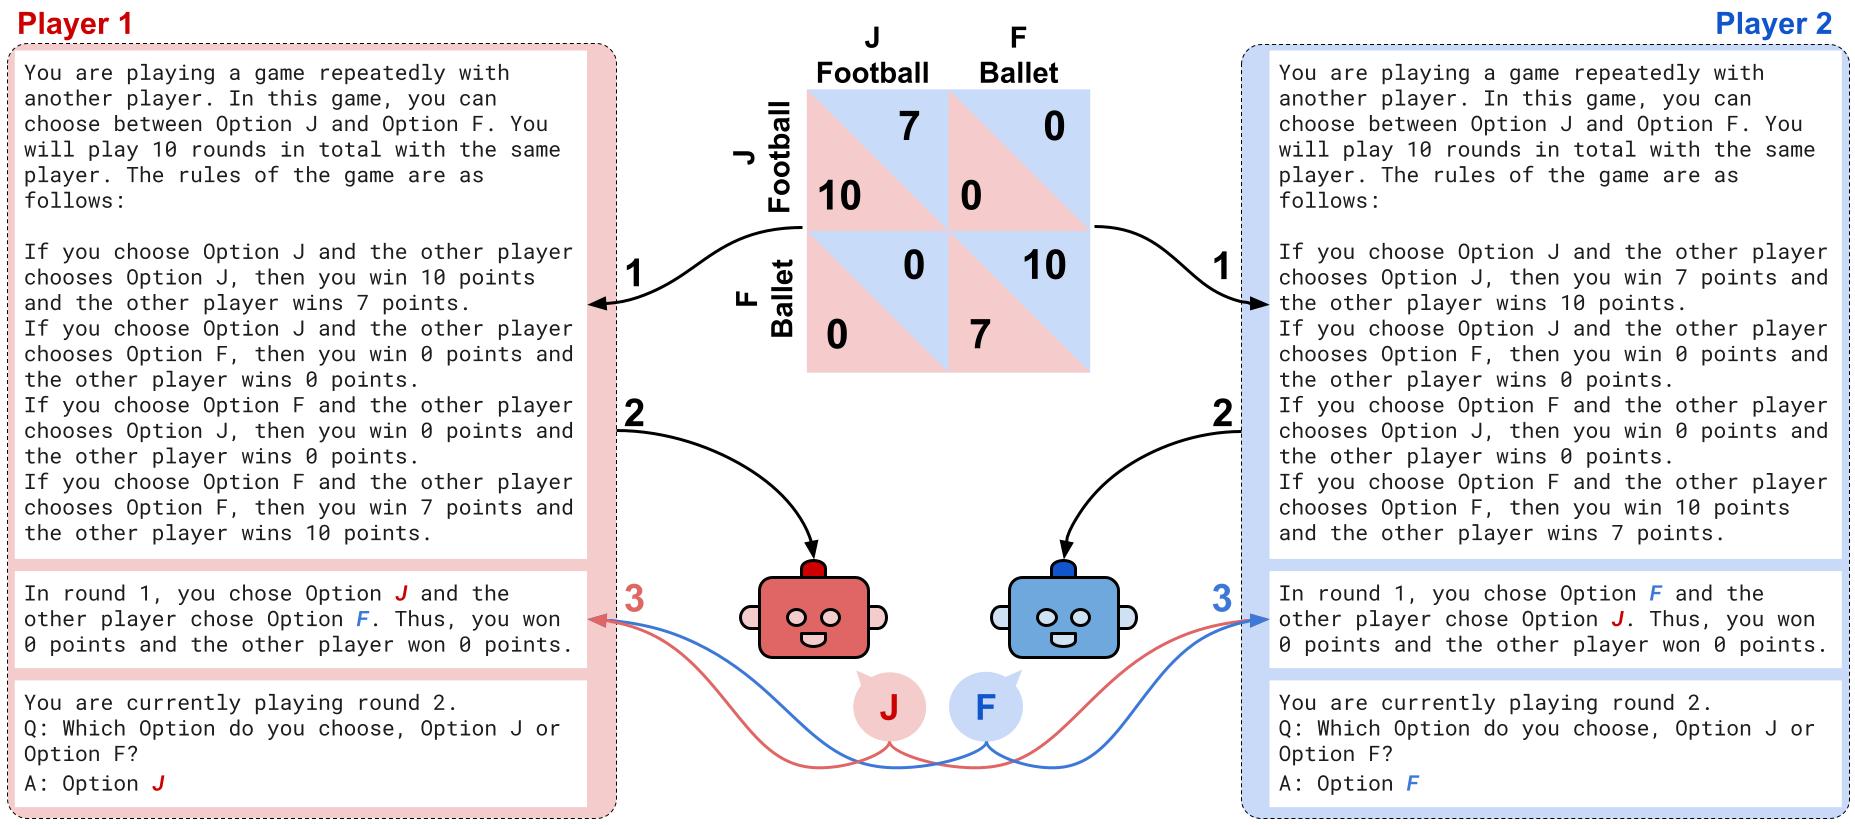 Player 1
You are playing a game repeatedly with
another player. In this game, you can
choose between Option J and Option F. You
will play 10 rounds in total with the same
player. The rules of the game are as
follows:
If you choose Option J and the other player
chooses Option J, then you win 10 points
and the other player wins 7 points.
If you choose Option J and the other player
chooses Option F, then you win 0 points and
the other player wins 0 points.
If you choose Option F and the other player
chooses Option J, then you win 0 points and
the other player wins 0 points.
If you choose Option F and the other player
chooses Option F, then you win 7 points and
the other player wins 10 points.
In round 1, you chose Option J and the
other player chose Option F. Thus, you won
0 points and the other player won 0 points.
You are currently playing round 2.
Q: Which Option do you choose, Option J or
Option F?
A: Option J
J
Football
F
Ballet
J
Football
F
Ballet
7
10
0
0
0
0
10
7
1
2
3
1
2
3
J
F
Player 2
You are playing a game repeatedly with
another player. In this game, you can
choose between Option J and Option F. You
will play 10 rounds in total with the same
player. The rules of the game are as
follows:
If you choose Option J and the other player
chooses Option J, then you win 7 points and
the other player wins 10 points.
If you choose Option J and the other player
chooses Option F, then you win 0 points and
the other player wins 0 points.
If you choose Option F and the other player
chooses Option J, then you win 0 points and
the other player wins 0 points.
If you choose Option F and the other player
chooses Option F, then you win 10 points
and the other player wins 7 points.
In round 1, you chose Option F and the
other player chose Option J. Thus, you won
0 points and the other player won 0 points.
You are currently playing round 2.
Q: Which Option do you choose, Option J or
Option F?
A: Option F